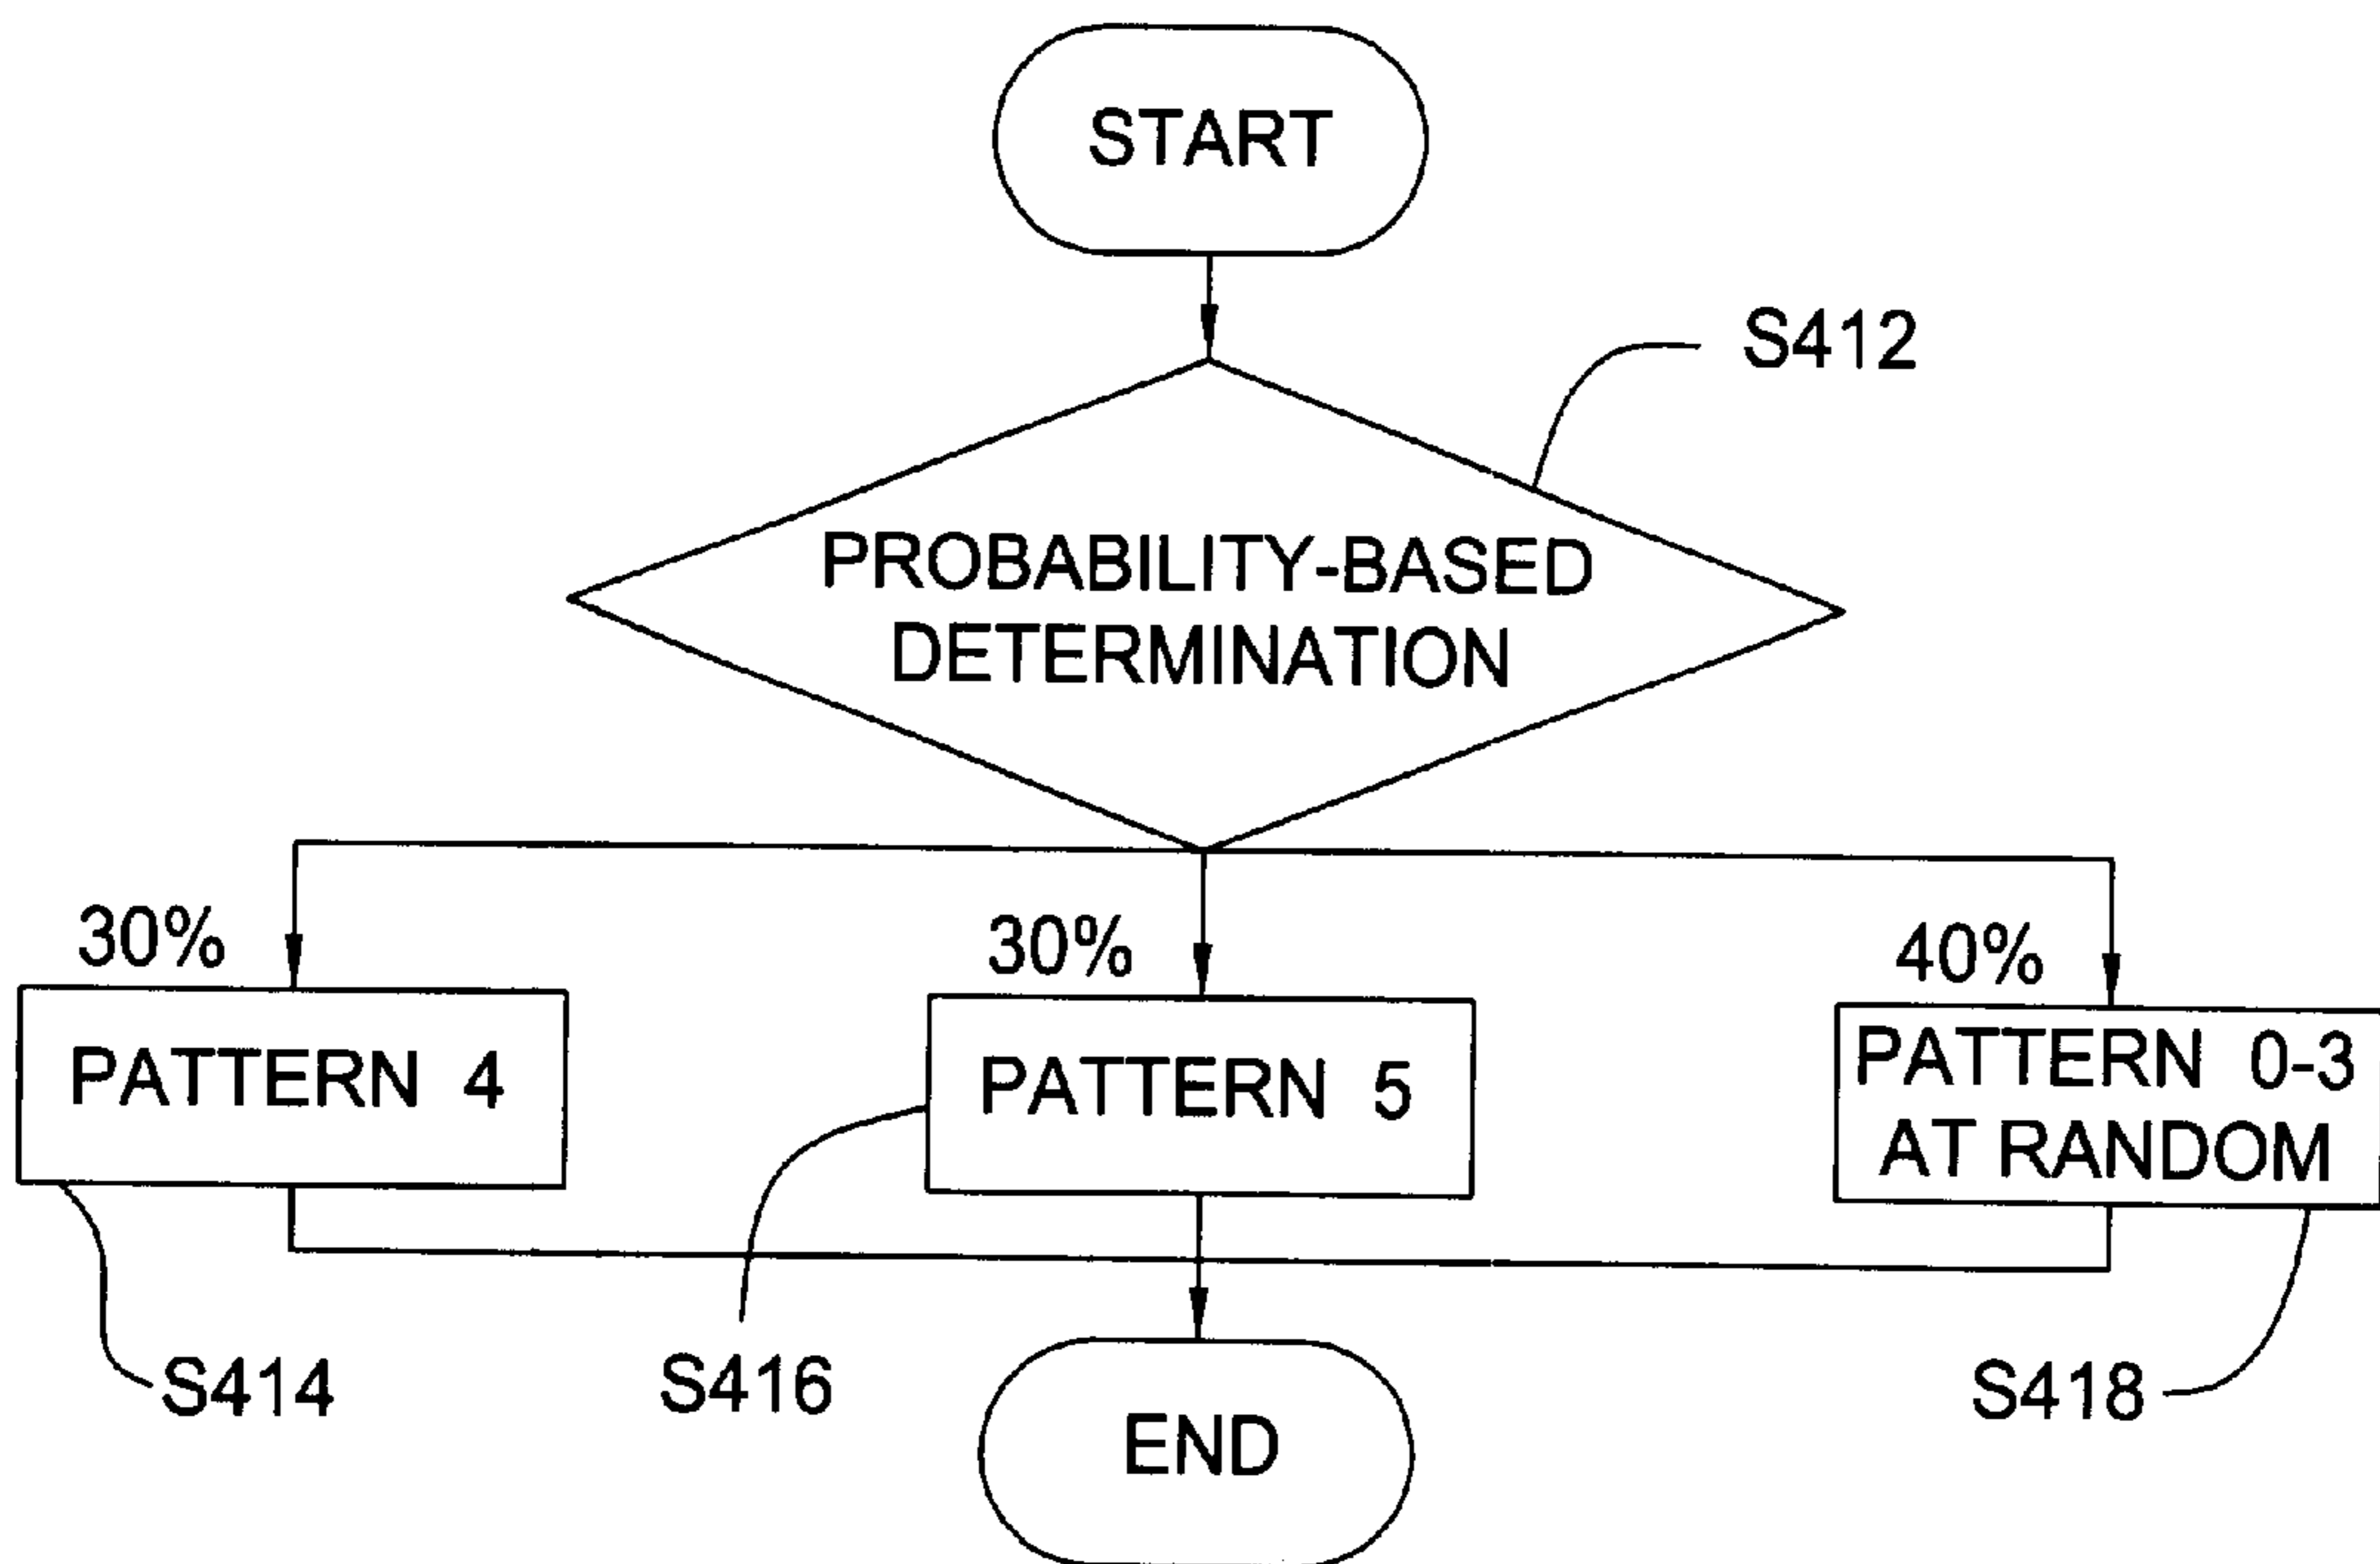 START
S412
PROBABILITY-BASED
DETERMINATION
30%
30%
40%
PATTERN 4
PATTERN 5
PATTERN 0-3
AT RANDOM
S414
S416
S418
END